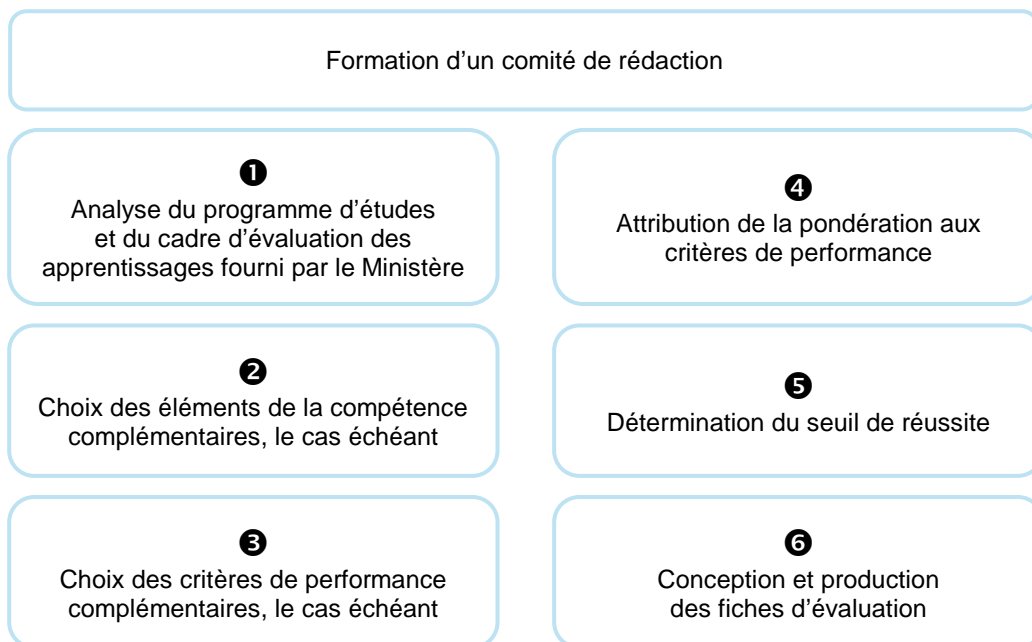 Formation d’un comité de rédaction
❶
Analyse du programme d’études
et du cadre d’évaluation des
apprentissages fourni par le Ministère
❷
Choix des éléments de la compétence
complémentaires, le cas échéant
❸
Choix des critères de performance
complémentaires, le cas échéant
❹
Attribution de la pondération aux
critères de performance
❺
Détermination du seuil de réussite
❻
Conception et production
des fiches d’évaluation